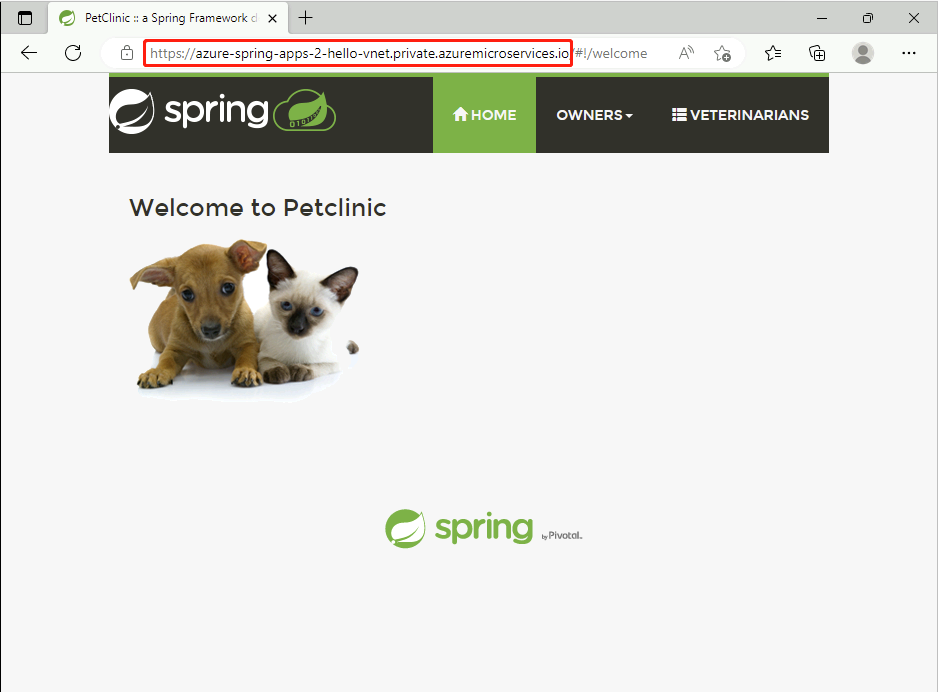 PetClinic :: a Spring Framework d
https://azure-spring-apps-2-hello-vnet.private.azuremicroservices.io/#!/welcome
spring
HOME OWNERS VETERINARIANS
Welcome to Petclinic
spring by Pivotal.